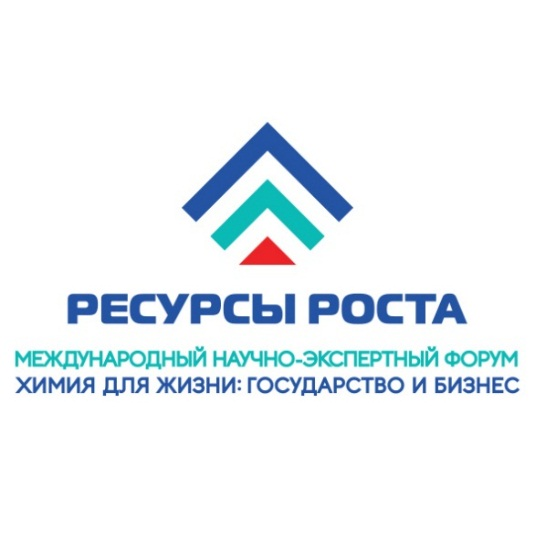 РЕСУРСЫ РОСТА
МЕЖДУНАРОДНЫЙ НАУЧНО-ЭКСПЕРТНЫЙ ФОРУМ
ХИМИЯ ДЛЯ ЖИЗНИ: ГОСУДАРСТВО И БИЗНЕС